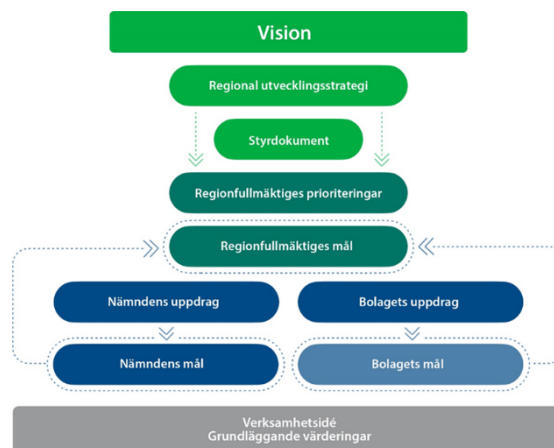 Vision
Regional utvecklingsstrategi
Styrdokument
Regionfullmäktiges prioriteringar
Regionfullmäktiges mål
Nämndens uppdrag
Bolagets uppdrag
Nämndens mål
Bolagets mål
Verksamhetsidé
Grundläggande värderingar